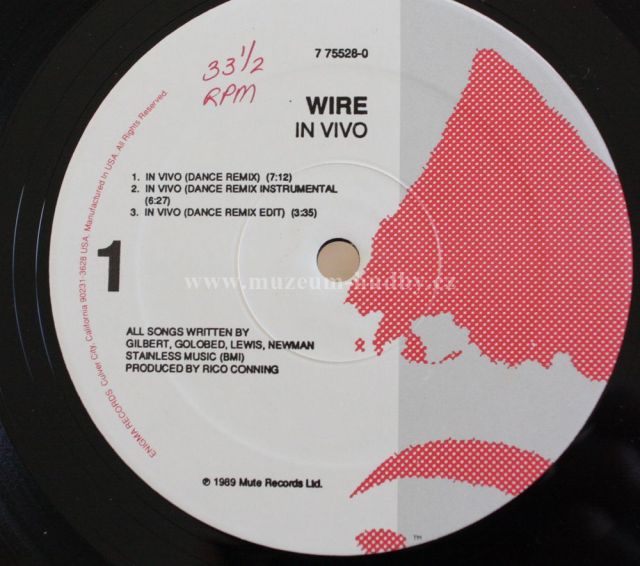 33 1/2
RPM
7 75528-0
WIRE
IN VIVO
1. IN VIVO (DANCE REMIX) (7:12)
2. IN VIVO (DANCE REMIX INSTRUMENTAL
(6:27)
3. IN VIVO (DANCE REMIX EDIT) (3:35)
1
www.muzeum-hudby.cz
ALL SONGS WRITTEN BY
GILBERT, GOLOBED, LEWIS, NEWMAN
STAINLESS MUSIC (BMI)
PRODUCED BY RICO CONNING
℗ 1989 Mute Records Ltd.
TM
ENIGMA RECORDS Culver City, California 90231-3628 USA. Manufactured in USA. All Rights Reserved.